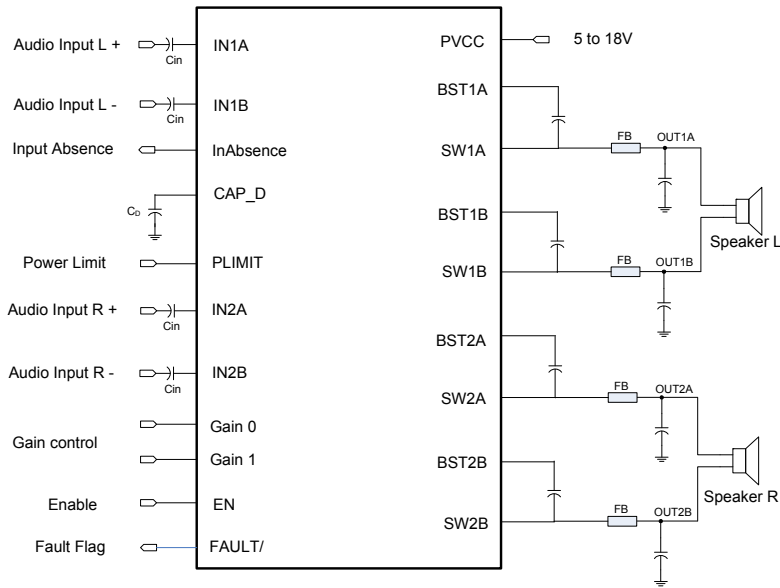 Audio Input L +
Cin
IN1A
Audio Input L -
Cin
IN1B
Input Absence
InAbsence
CAP_D
CD
Power Limit
PLIMIT
Audio Input R +
Cin
IN2A
Audio Input R -
Cin
IN2B
Gain control
Gain 0
Gain 1
Enable
EN
Fault Flag
FAULT/
PVCC
5 to 18V
BST1A
SW1A
FB
OUT1A
BST1B
SW1B
FB
OUT1B
Speaker L
BST2A
SW2A
FB
OUT2A
BST2B
SW2B
FB
OUT2B
Speaker R